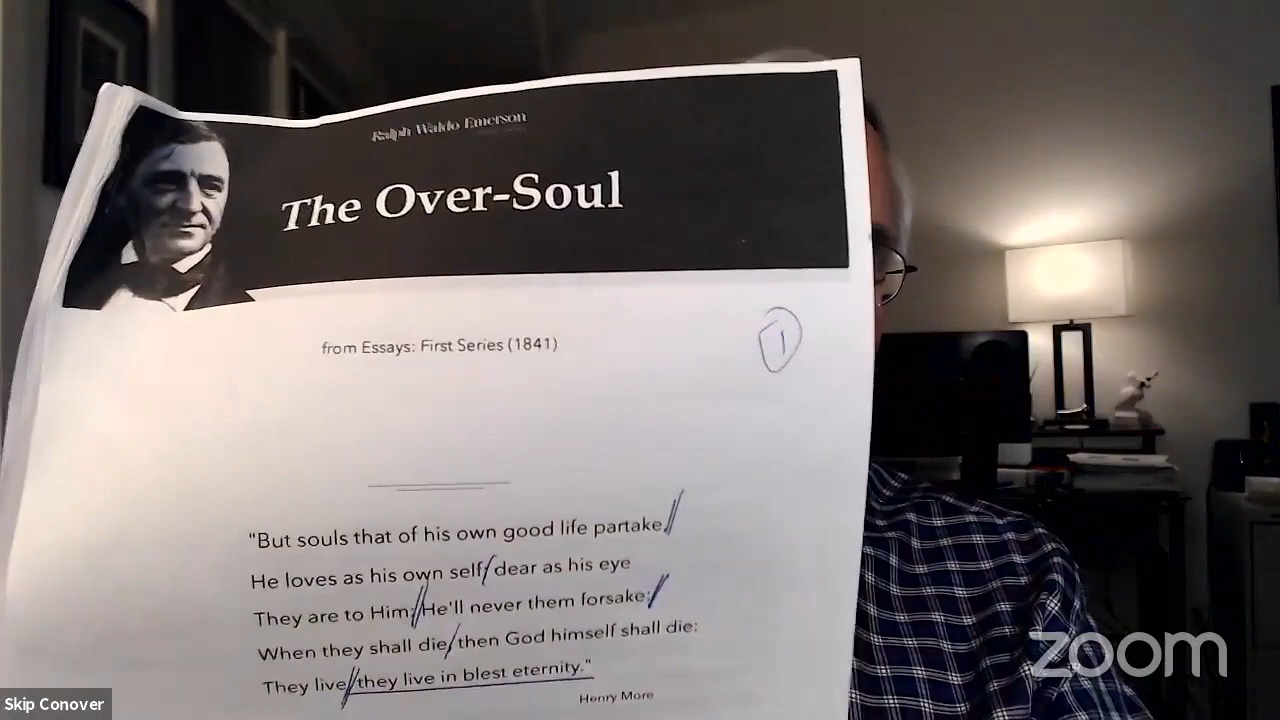 Ralph Waldo Emerson
The Over-Soul
from Essays: First Series (1841)
1
"But souls that of his own good life partake,
He loves as his own self; dear as his eye
They are to Him: He'll never them forsake:
When they shall die, then God himself shall die:
They live, they live in blest eternity."
Henry More
Skip Conover
zoom